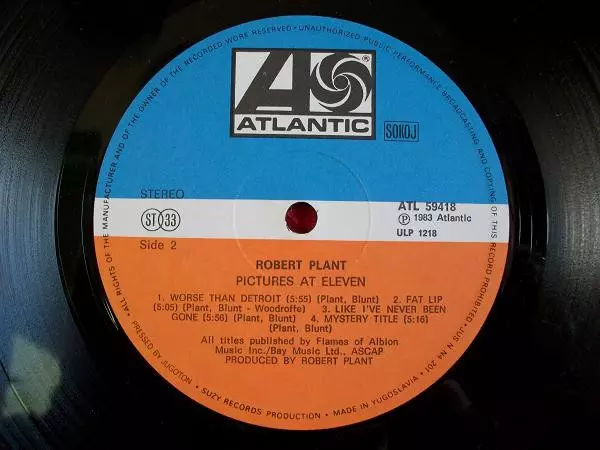 • ALL RIGHTS OF THE MANUFACTURER AND OF THE OWNER OF THE RECORDED WORK RESERVED • UNAUTHORIZED PUBLIC PERFORMANCE, BROADCASTING AND COPYING OF THIS RECORD PROHIBITED • JUS N N4 201
ATLANTIC
®
SOKOJ
STEREO
ST 33
Side 2
ATL 59418
Ⓟ 1983 Atlantic
ULP 1218
ROBERT PLANT
PICTURES AT ELEVEN
1. WORSE THAN DETROIT (5:55) (Plant, Blunt) 2. FAT LIP
(5:05) (Plant, Blunt - Woodroffe) 3. LIKE I'VE NEVER BEEN
GONE (5:56) (Plant, Blunt) 4. MYSTERY TITLE (5:16)
(Plant, Blunt)
All titles published by Flames of Albion
Music Inc./Bay Music Ltd., ASCAP
PRODUCED BY ROBERT PLANT
PRESSED BY JUGOTON • SUZY RECORDS PRODUCTION • MADE IN YUGOSLAVIA •